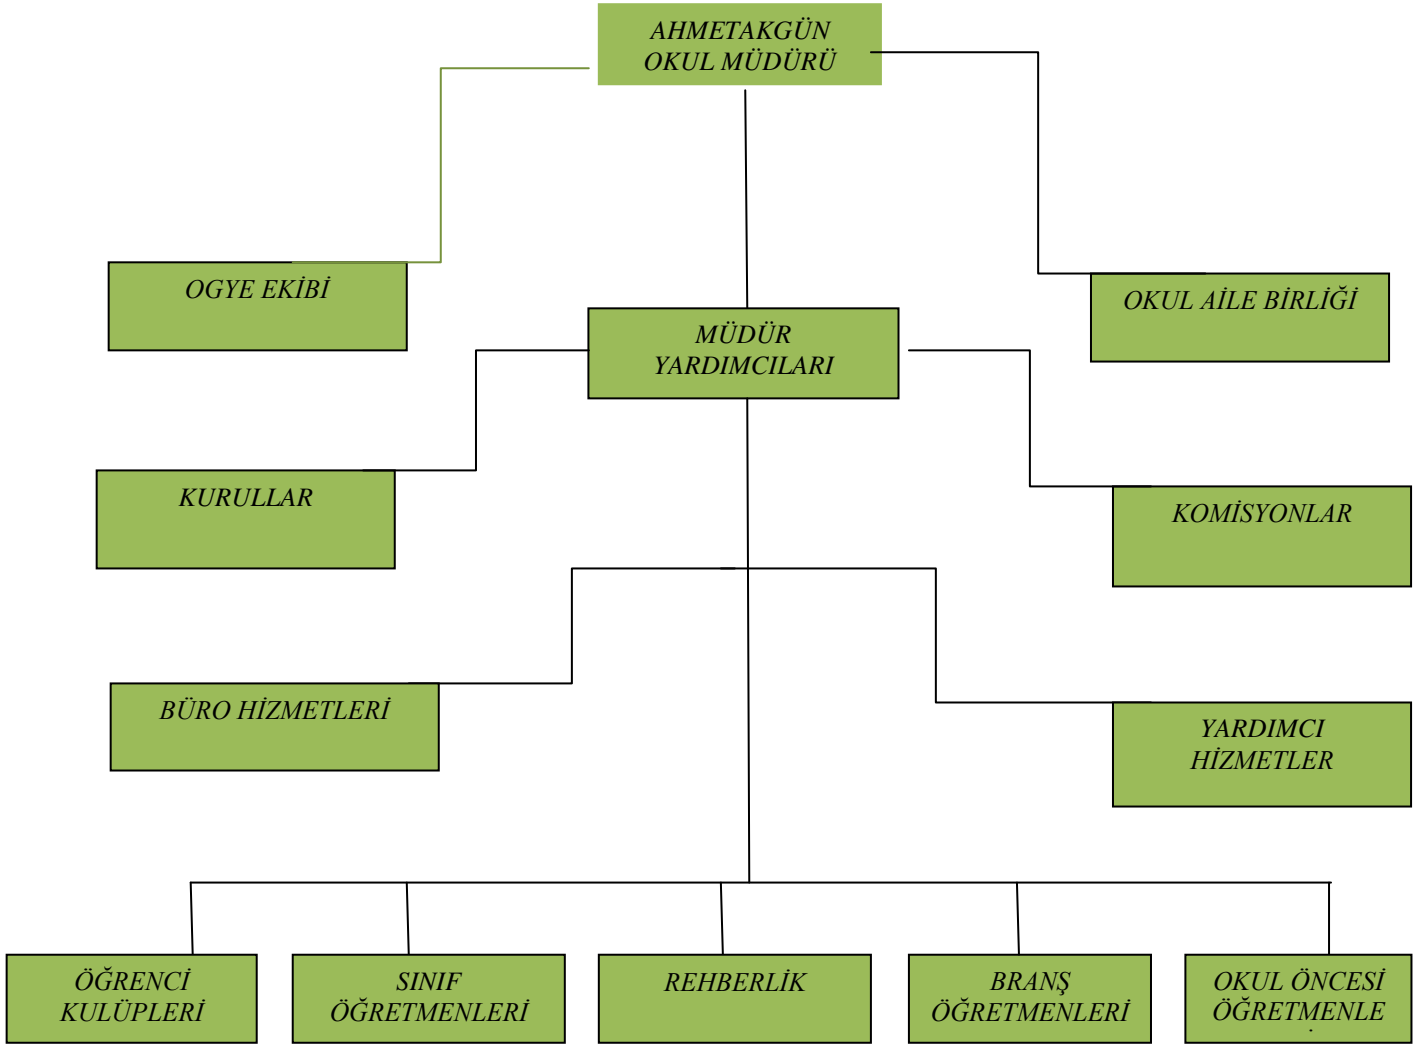 AHMETAKGÜN
OKUL MÜDÜRÜ
OGYE EKİBİ
OKUL AİLE BİRLİĞİ
MÜDÜR
YARDIMCILARI
KURULLAR
KOMİSYONLAR
BÜRO HİZMETLERİ
YARDIMCI
HİZMETLER
ÖĞRENCİ
KULÜPLERİ
SINIF
ÖĞRETMENLERİ
REHBERLİK
BRANŞ
ÖĞRETMENLERİ
OKUL ÖNCESİ
ÖĞRETMENLE